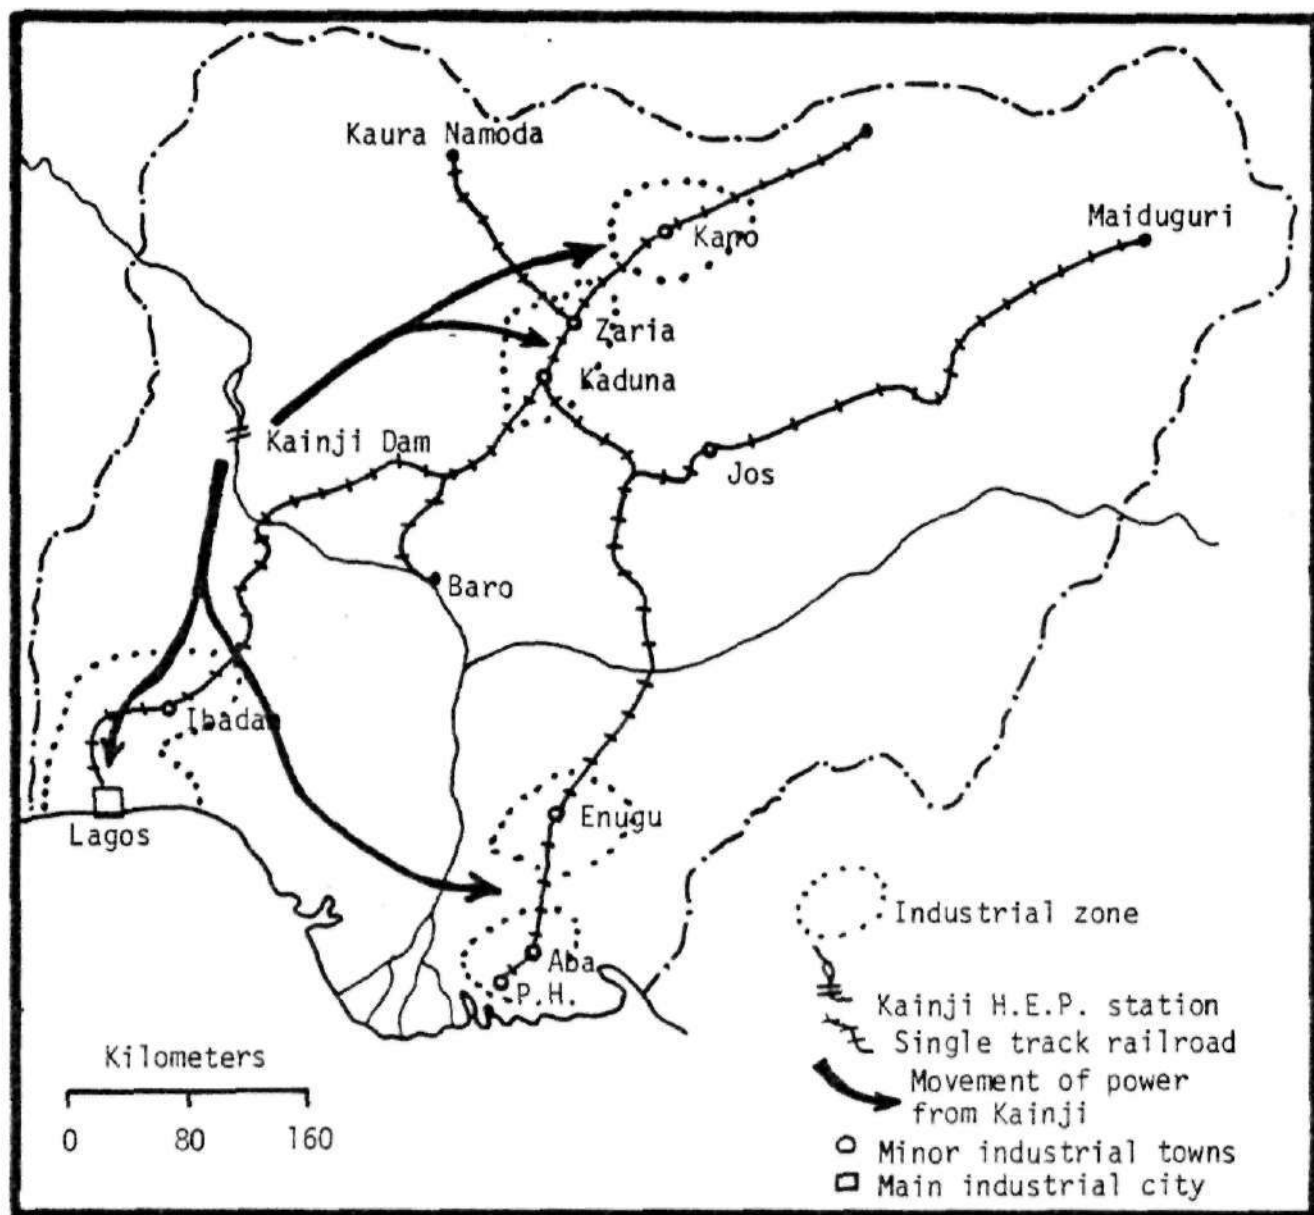 Kaura Namoda
Kano
Maiduguri
Zaria
Kaduna
Kainji Dam
Jos
Baro
Ibadan
Lagos
Enugu
Aba
P.H.
Industrial zone
Kainji H.E.P. station
Single track railroad
Movement of power
from Kainji
Minor industrial towns
Main industrial city
Kilometers
0 80 160